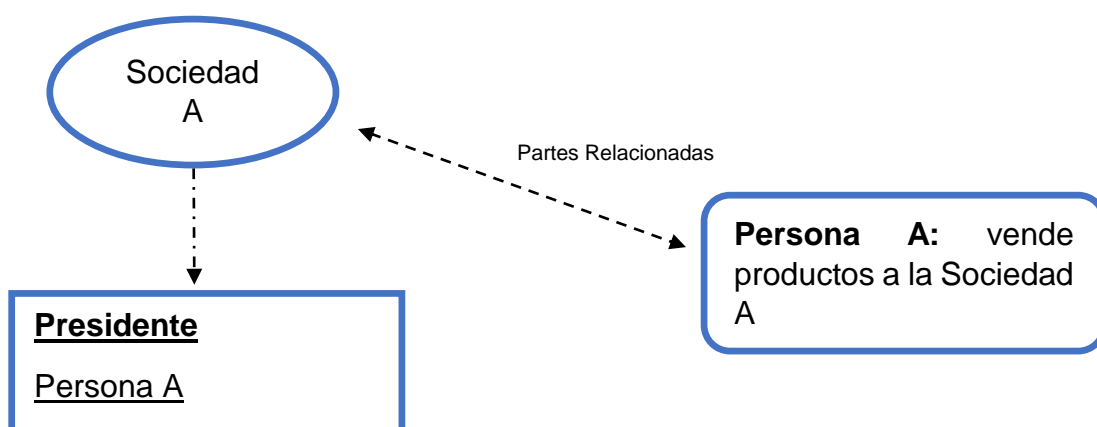 Sociedad
A
Partes Relacionadas
Persona A: vende
productos a la Sociedad
A
Presidente
Persona A